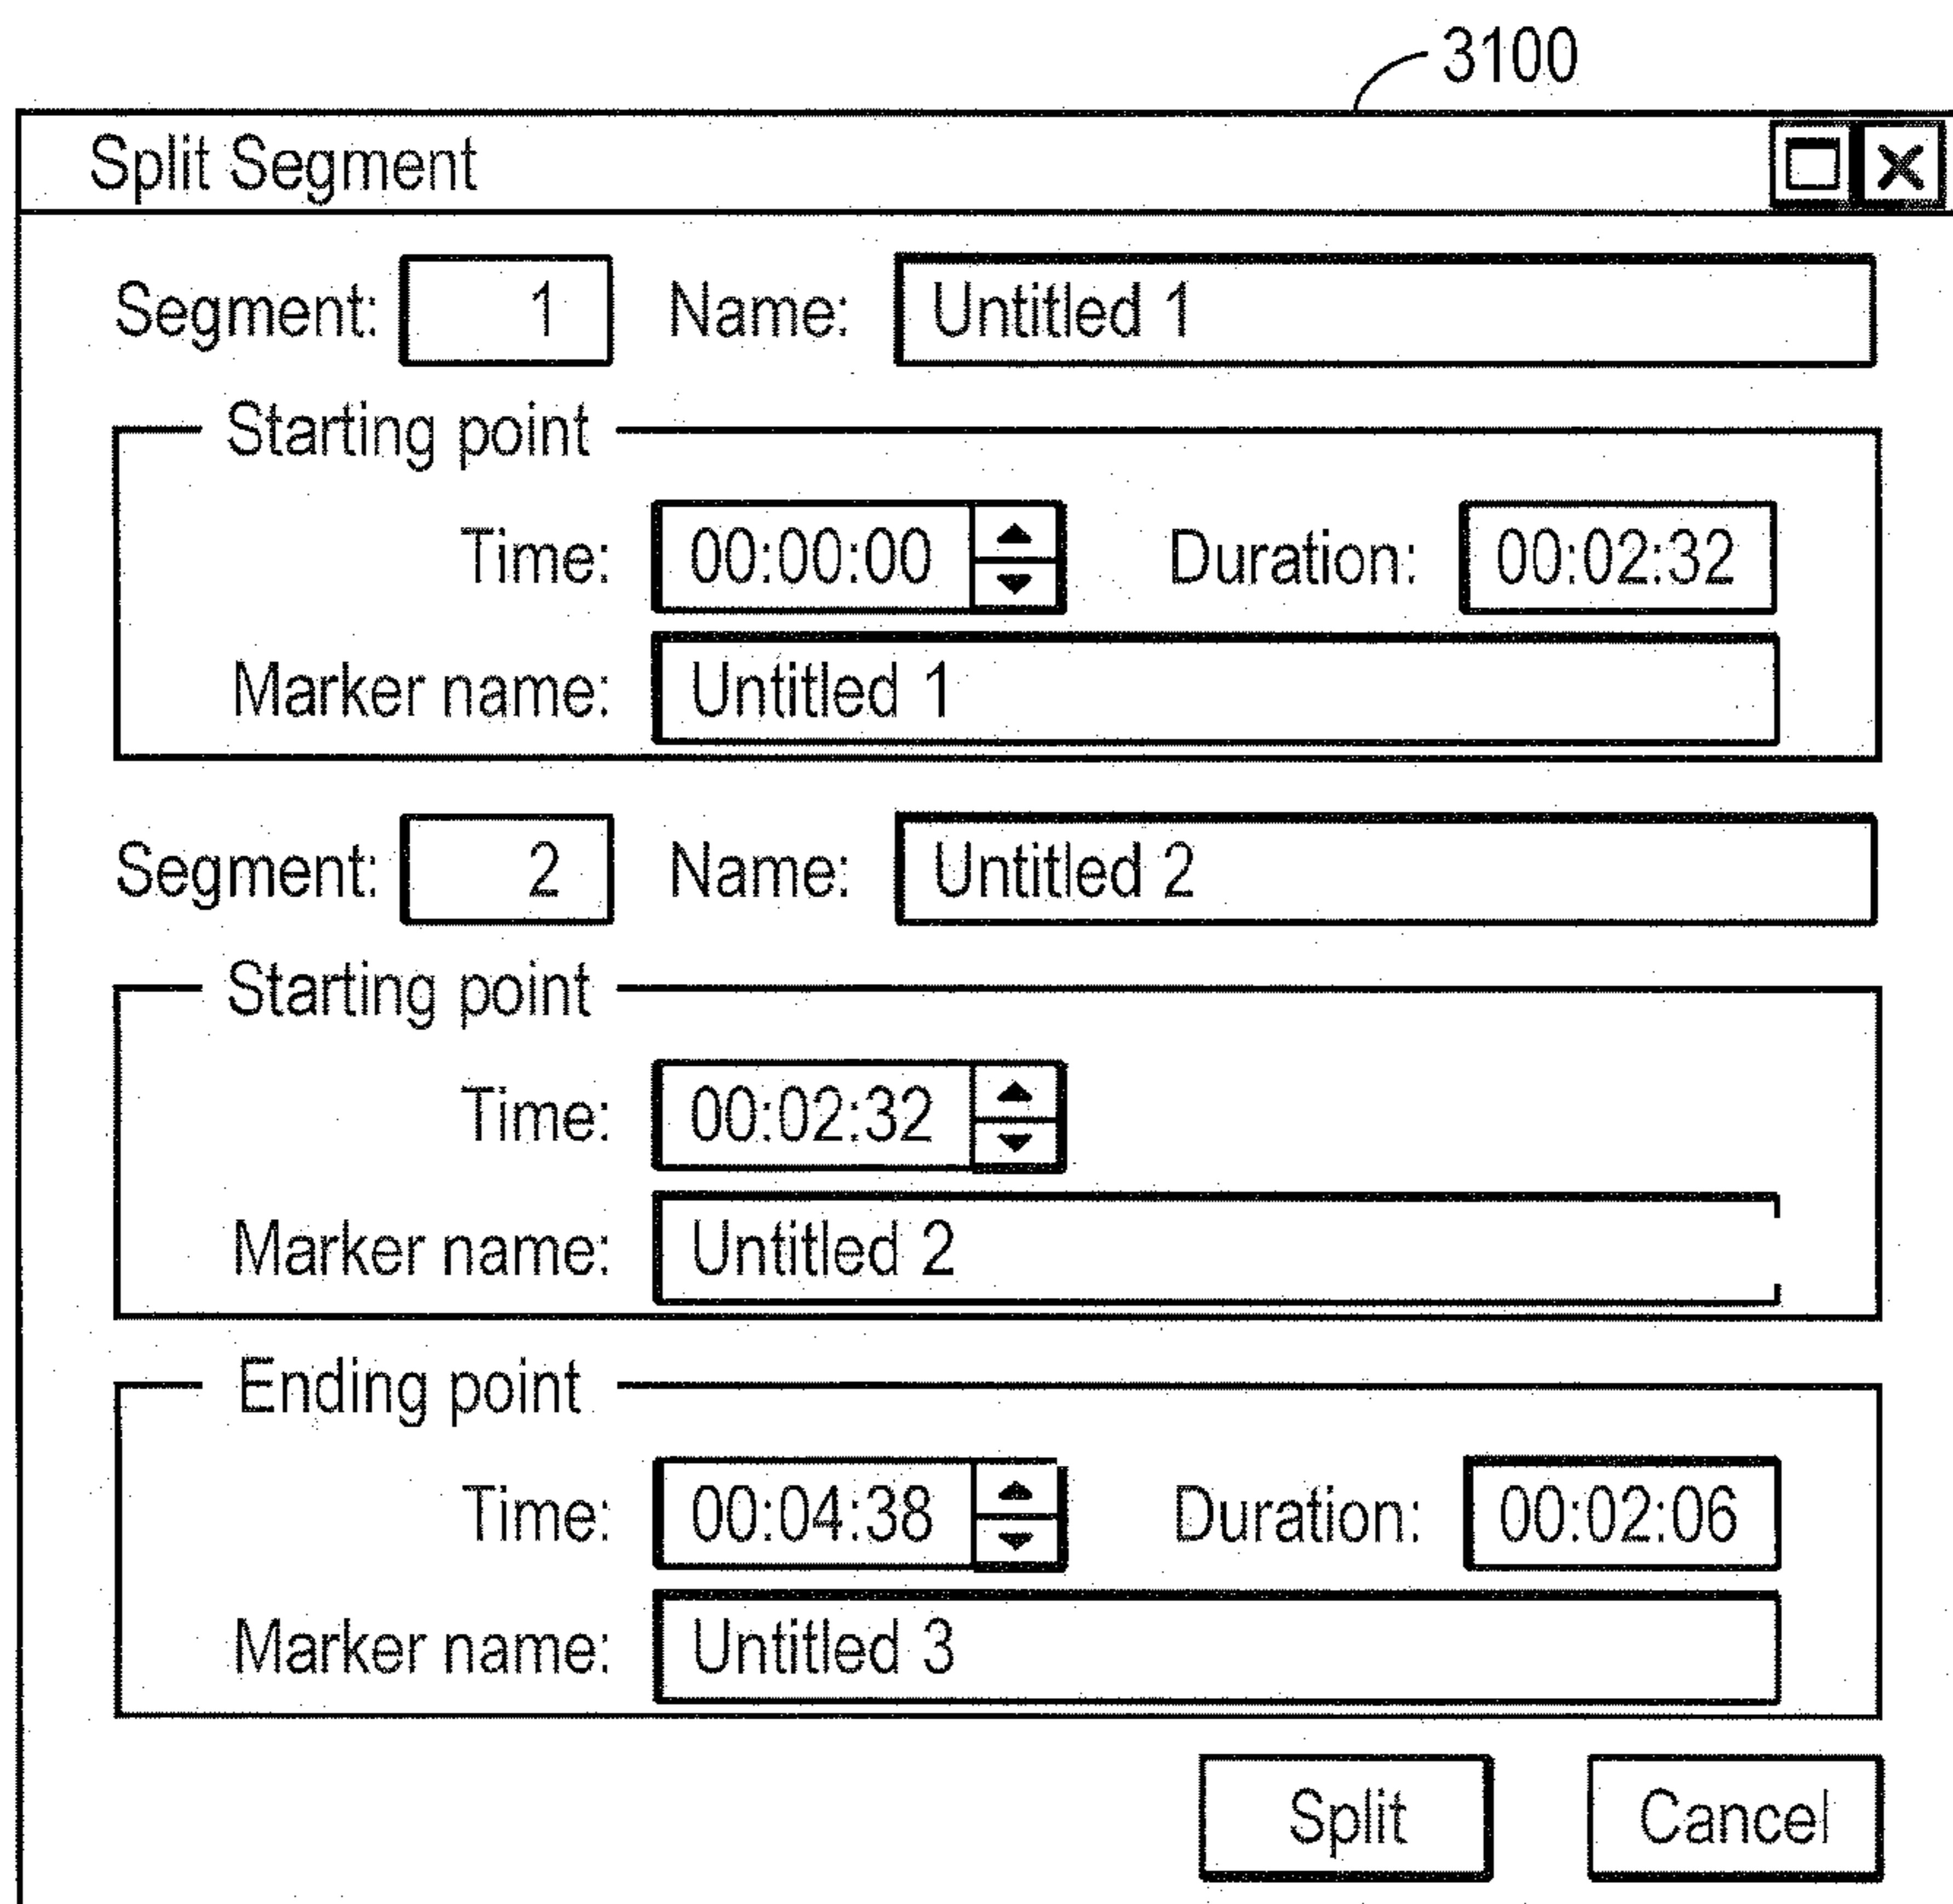 3100
Split Segment
Segment: 1 Name: Untitled 1
Starting point
Time: 00:00:00 Duration: 00:02:32
Marker name: Untitled 1
Segment: 2 Name: Untitled 2
Starting point
Time: 00:02:32
Marker name: Untitled 2
Ending point
Time: 00:04:38 Duration: 00:02:06
Marker name: Untitled 3
Split Cancel